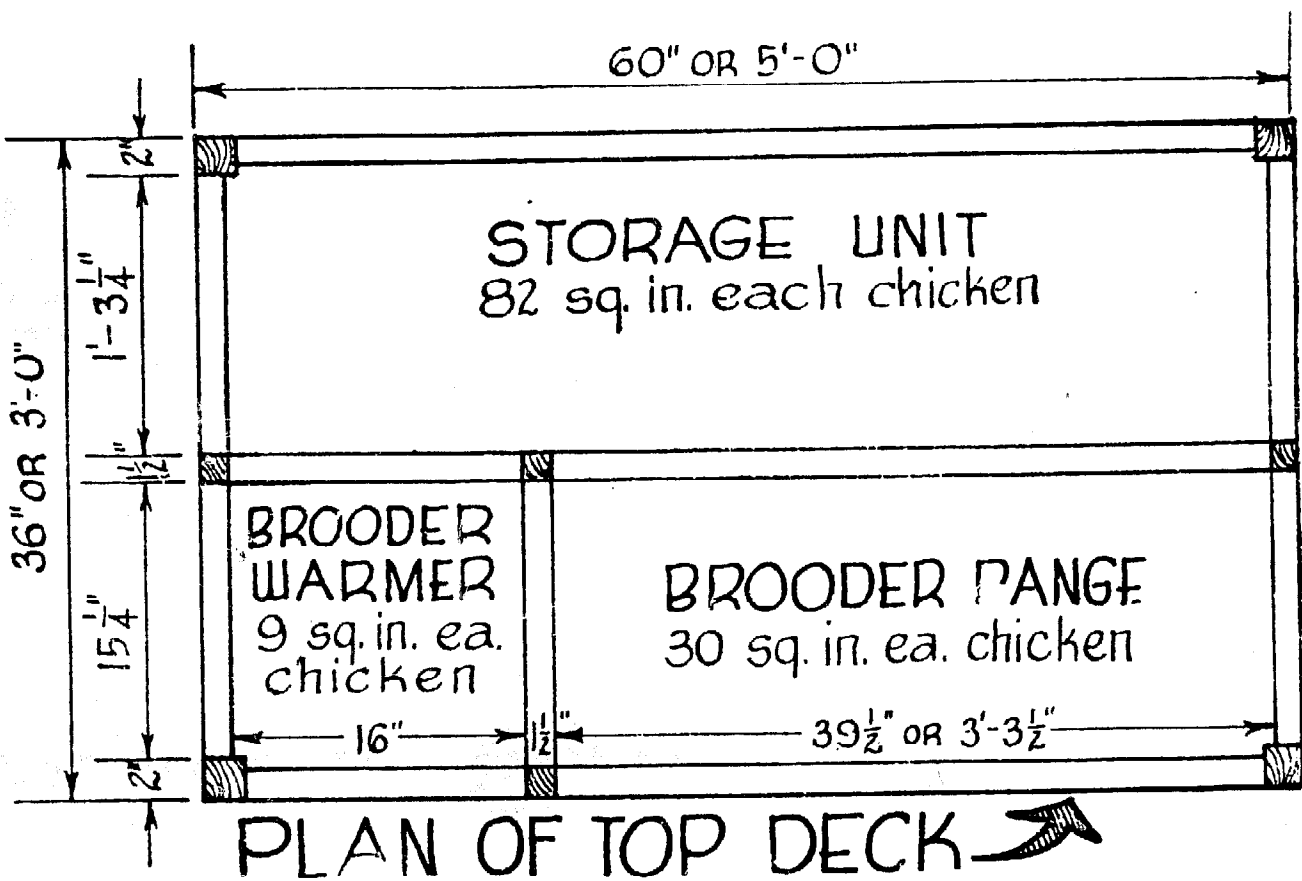 60" OR 5'-0"
2"
1'-3 1/4"
36" OR 3'-0"
1 1/2"
15 1/4"
2"
STORAGE UNIT
82 sq. in. each chicken
BROODER
WARMER
9 sq. in. ea.
chicken
BROODER RANGE
30 sq. in. ea. chicken
16"
1 1/2"
39 1/2" OR 3'-3 1/2"
PLAN OF TOP DECK